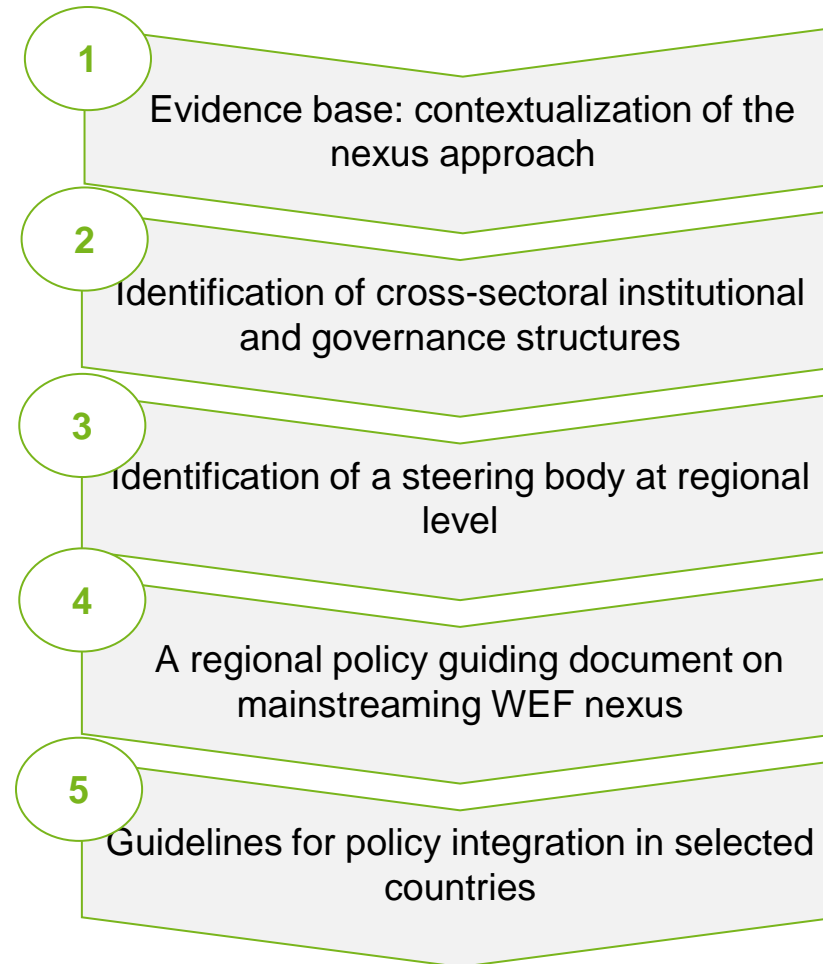 1
Evidence base: contextualization of the
nexus approach
2
Identification of cross-sectoral institutional
and governance structures
3
Identification of a steering body at regional
level
4
A regional policy guiding document on
mainstreaming WEF nexus
5
Guidelines for policy integration in selected
countries